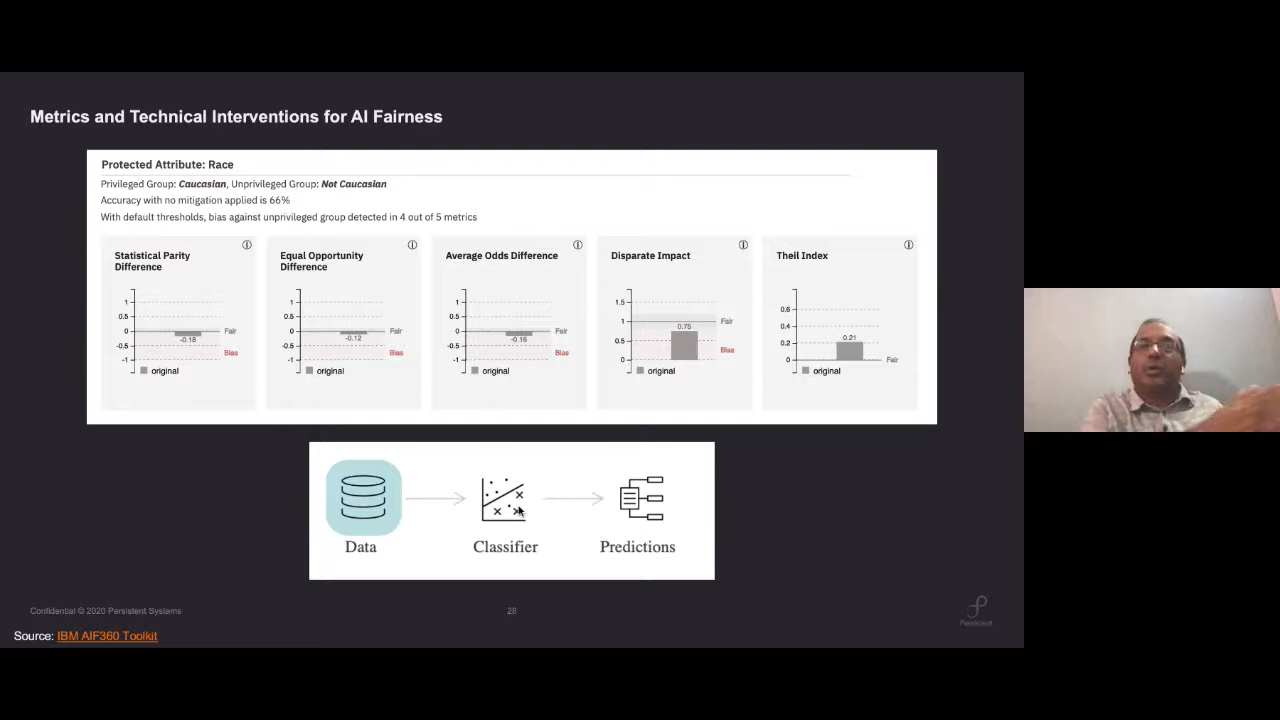 Metrics and Technical Interventions for AI Fairness
Protected Attribute: Race
Privileged Group: Caucasian, Unprivileged Group: Not Caucasian
Accuracy with no mitigation applied is 66%
With default thresholds, bias against unprivileged group detected in 4 out of 5 metrics
Statistical Parity
Difference
1
0.5
0
-0.5
-1
-0.18
Fair
Bias
original
Equal Opportunity
Difference
1
0.5
0
-0.5
-1
-0.12
Fair
Bias
original
Average Odds Difference
1
0.5
0
-0.5
-1
-0.16
Fair
Bias
original
Disparate Impact
1.5
1
0.5
0
0.75
Fair
Bias
original
Theil Index
0.6
0.4
0.2
0
0.21
Fair
original
Data
Classifier
Predictions
Confidential © 2020 Persistent Systems
28
Persistent
Source: IBM AIF360 Toolkit